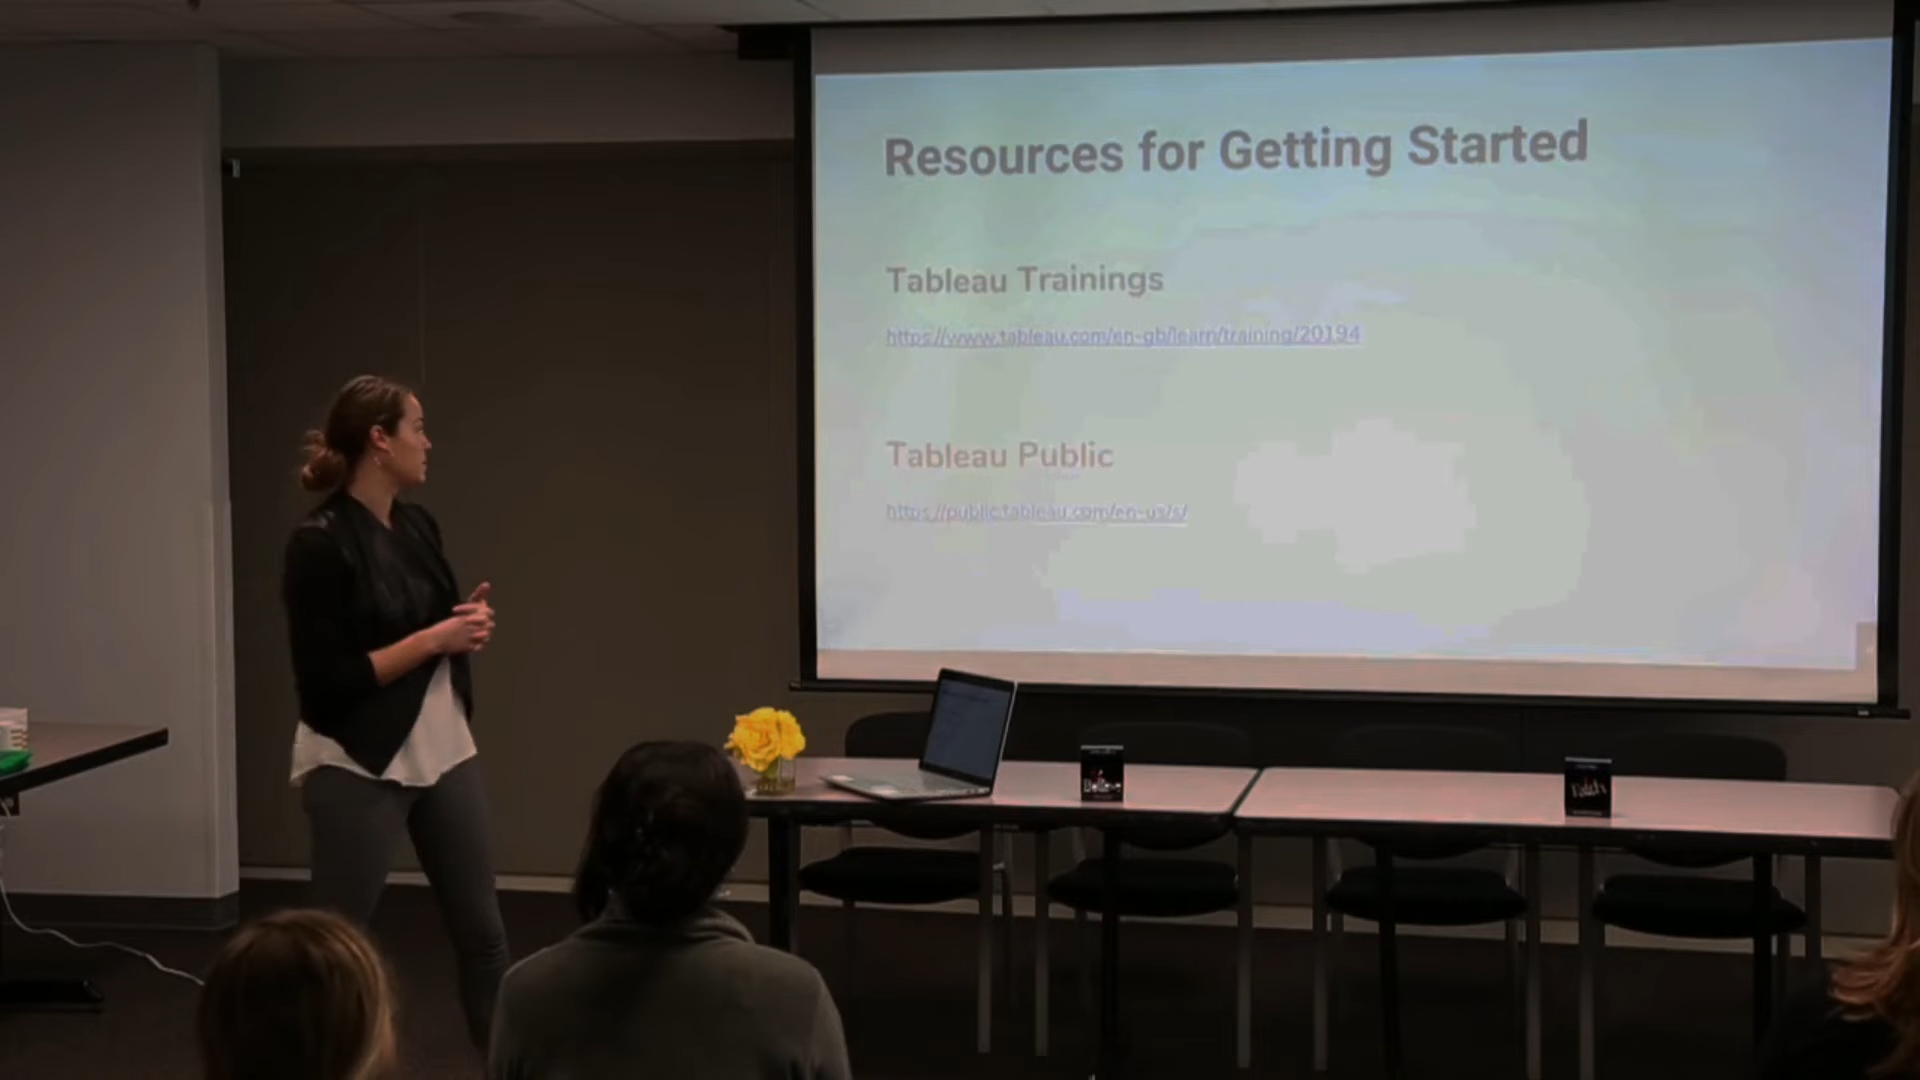 Resources for Getting Started
Tableau Trainings
https://www.tableau.com/en-gb/learn/training/20194
Tableau Public
https://public.tableau.com/en-us/s/